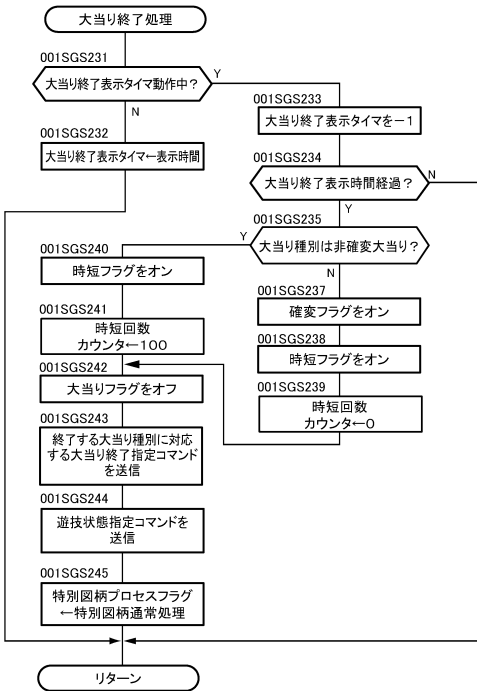 大当り終了処理
001SGS231
大当り終了表示タイマ動作中？
Y
N
001SGS232
大当り終了表示タイマ←表示時間
001SGS233
大当り終了表示タイマを－１
001SGS234
大当り終了表示時間経過？
N
Y
001SGS235
大当り種別は非確変大当り？
Y
N
001SGS237
確変フラグをオン
001SGS238
時短フラグをオン
001SGS239
時短回数
カウンタ←0
001SGS240
時短フラグをオン
001SGS241
時短回数
カウンタ←100
001SGS242
大当りフラグをオフ
001SGS243
終了する大当り種別に対応
する大当り終了指定コマンド
を送信
001SGS244
遊技状態指定コマンドを
送信
001SGS245
特別図柄プロセスフラグ
←特別図柄通常処理
リターン